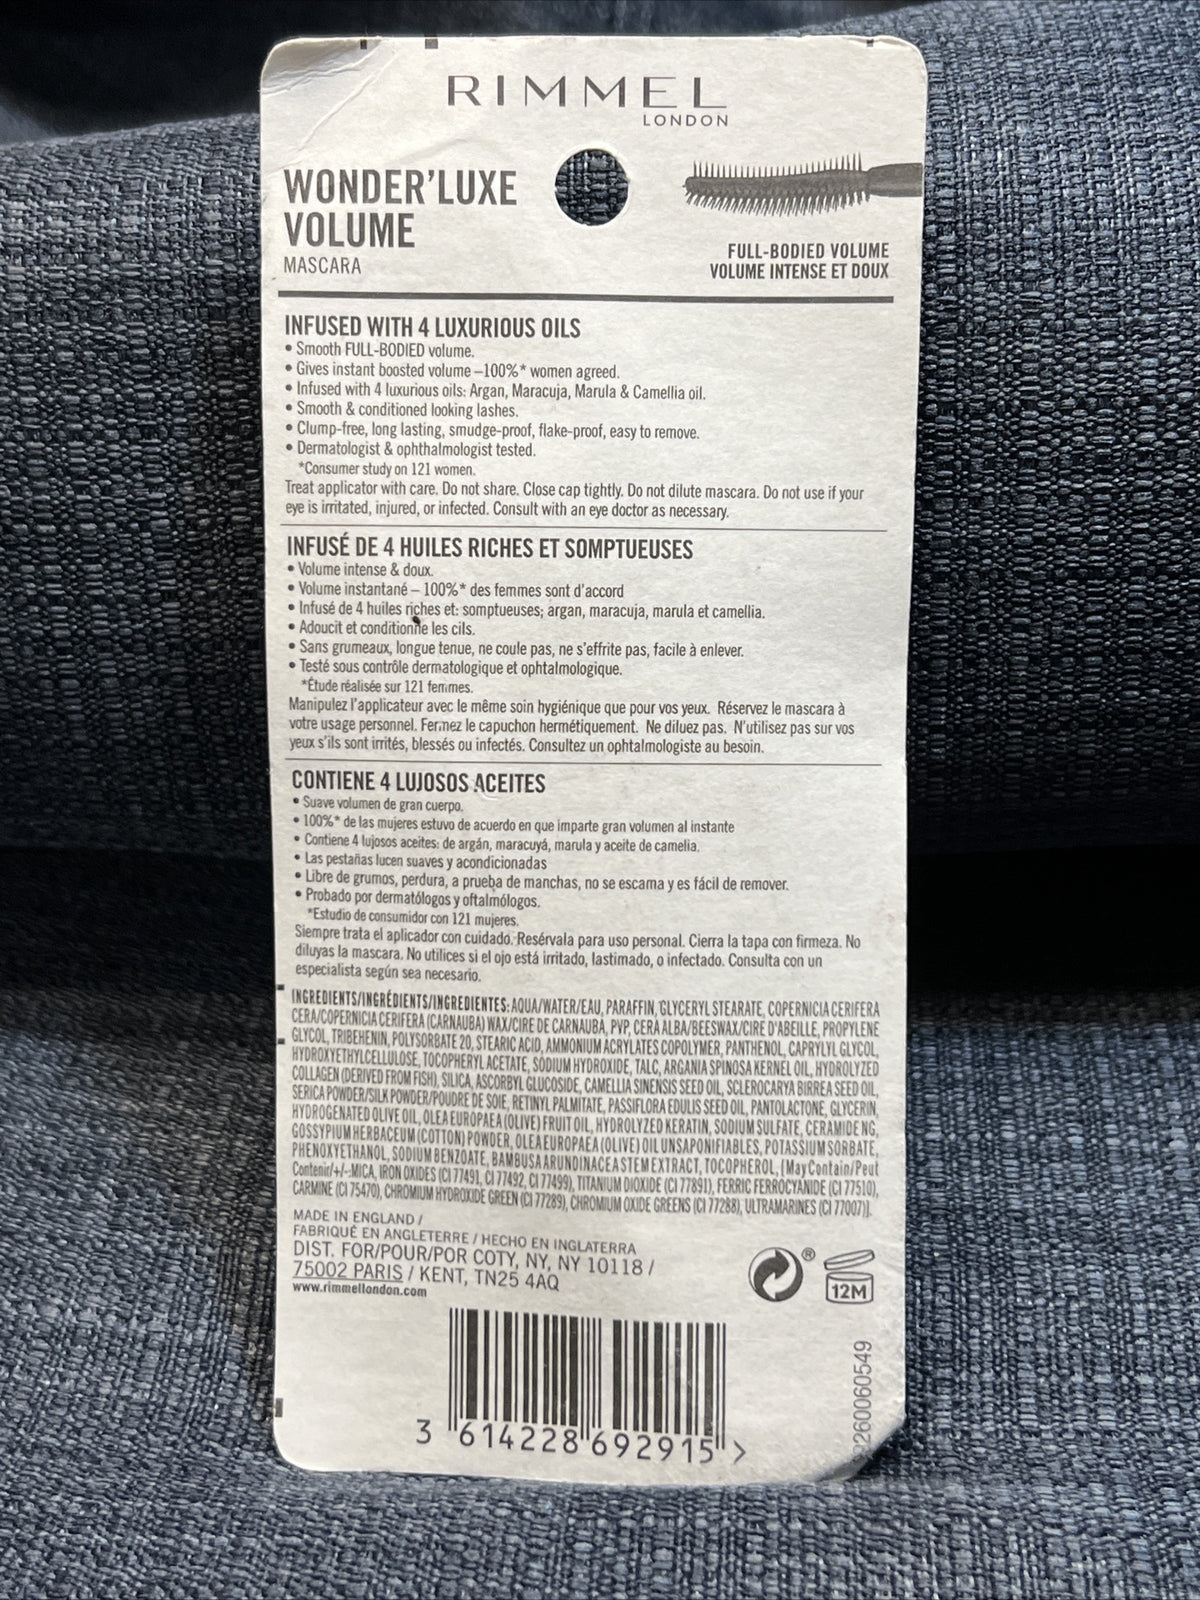 RIMMEL
LONDON
WONDER'LUXE
VOLUME
MASCARA
FULL-BODIED VOLUME
VOLUME INTENSE ET DOUX
INFUSED WITH 4 LUXURIOUS OILS
• Smooth FULL-BODIED volume.
• Gives instant boosted volume –100%* women agreed.
• Infused with 4 luxurious oils: Argan, Maracuja, Marula & Camellia oil.
• Smooth & conditioned looking lashes.
• Clump-free, long lasting, smudge-proof, flake-proof, easy to remove.
• Dermatologist & ophthalmologist tested.
*Consumer study on 121 women.
Treat applicator with care. Do not share. Close cap tightly. Do not dilute mascara. Do not use if your
eye is irritated, injured, or infected. Consult with an eye doctor as necessary.
INFUSÉ DE 4 HUILES RICHES ET SOMPTUEUSES
• Volume intense & doux.
• Volume instantané – 100%* des femmes sont d'accord
• Infusé de 4 huiles riches et: somptueuses; argan, maracuja, marula et camellia.
• Adoucit et conditionne les cils.
• Sans grumeaux, longue tenue, ne coule pas, ne s'effrite pas, facile à enlever.
• Testé sous contrôle dermatologique et ophtalmologique.
*Étude réalisée sur 121 femmes.
Manipulez l'applicateur avec le même soin hygiénique que pour vos yeux. Réservez le mascara à
votre usage personnel. Fermez le capuchon hermétiquement. Ne diluez pas. N'utilisez pas sur vos
yeux s'ils sont irrités, blessés ou infectés. Consultez un ophtalmologiste au besoin.
CONTIENE 4 LUJOSOS ACEITES
• Suave volumen de gran cuerpo.
• 100%* de las mujeres estuvo de acuerdo en que imparte gran volumen al instante
• Contiene 4 lujosos aceites: de argán, maracuyá, marula y aceite de camelia.
• Las pestañas lucen suaves y acondicionadas
• Libre de grumos, perdura, a prueba de manchas, no se escama y es fácil de remover.
• Probado por dermatólogos y oftalmólogos.
*Estudio de consumidor con 121 mujeres.
Siempre trata el aplicador con cuidado. Resérvala para uso personal. Cierra la tapa con firmeza. No
diluyas la mascara. No utilices si el ojo está irritado, lastimado, o infectado. Consulta con un
especialista según sea necesario.
INGREDIENTS/INGRÉDIENTS/INGREDIENTES: AQUA/WATER/EAU, PARAFFIN, GLYCERYL STEARATE, COPERNICIA CERIFERA
CERA/COPERNICIA CERIFERA (CARNAUBA) WAX/CIRE DE CARNAUBA, PVP, CERA ALBA/BEESWAX/CIRE D'ABEILLE, PROPYLENE
GLYCOL, TRIBEHENIN, POLYSORBATE 20, STEARIC ACID, AMMONIUM ACRYLATES COPOLYMER, PANTHENOL, CAPRYLYL GLYCOL,
HYDROXYETHYLCELLULOSE, TOCOPHERYL ACETATE, SODIUM HYDROXIDE, TALC, ARGANIA SPINOSA KERNEL OIL, HYDROLYZED
COLLAGEN (DERIVED FROM FISH), SILICA, ASCORBYL GLUCOSIDE, CAMELLIA SINENSIS SEED OIL, SCLEROCARYA BIRREA SEED OIL,
SERICA POWDER/SILK POWDER/POUDRE DE SOIE, RETINYL PALMITATE, PASSIFLORA EDULIS SEED OIL, PANTOLACTONE, GLYCERIN,
HYDROGENATED OLIVE OIL, OLEA EUROPAEA (OLIVE) FRUIT OIL, HYDROLYZED KERATIN, SODIUM SULFATE, CERAMIDE NG,
GOSSYPIUM HERBACEUM (COTTON) POWDER, OLEA EUROPAEA (OLIVE) OIL UNSAPONIFIABLES, POTASSIUM SORBATE,
PHENOXYETHANOL, SODIUM BENZOATE, BAMBUSA ARUNDINACEA STEM EXTRACT, TOCOPHEROL, [May Contain/Peut
Contenir/+/-:MICA, IRON OXIDES (CI 77491, CI 77492, CI 77499), TITANIUM DIOXIDE (CI 77891), FERRIC FERROCYANIDE (CI 77510),
CARMINE (CI 75470), CHROMIUM HYDROXIDE GREEN (CI 77289), CHROMIUM OXIDE GREENS (CI 77288), ULTRAMARINES (CI 77007)].
MADE IN ENGLAND /
FABRIQUÉ EN ANGLETERRE / HECHO EN INGLATERRA
DIST. FOR/POUR/POR COTY, NY, NY 10118 /
75002 PARIS / KENT, TN25 4AQ
www.rimmellondon.com
®
12M
3 614228 692915 >